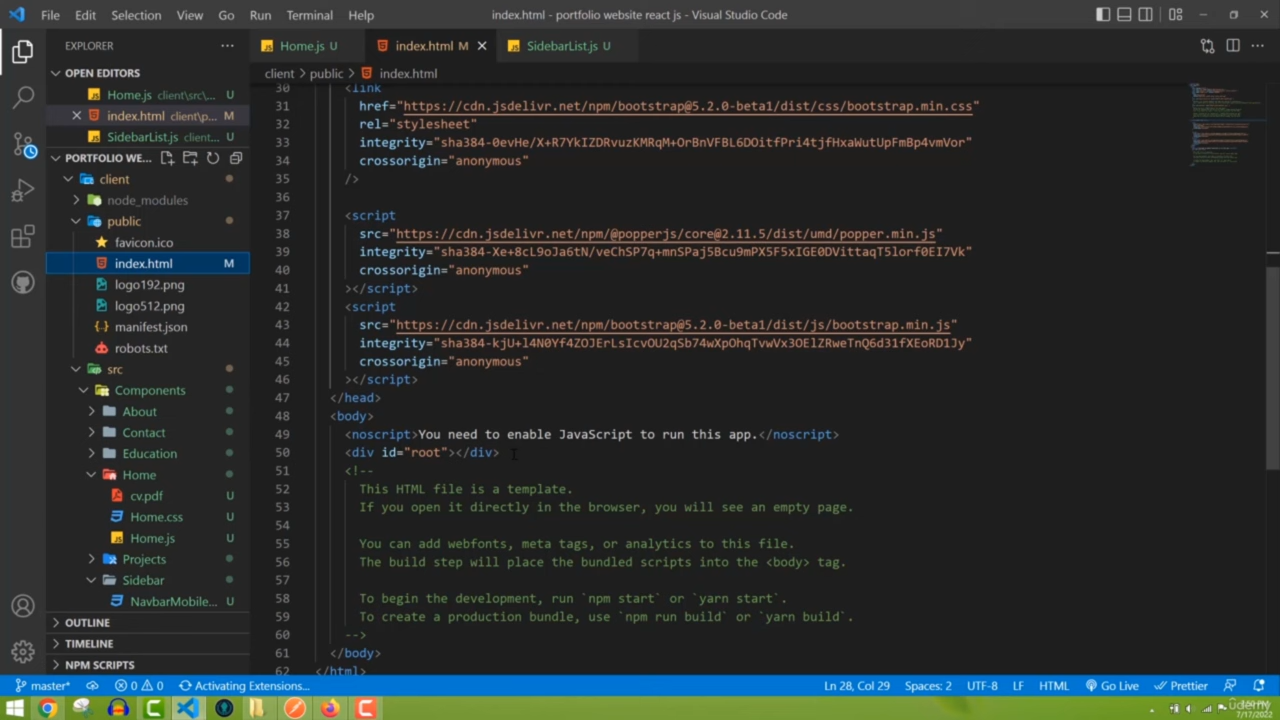 File Edit Selection View Go Run Terminal Help
index.html - portfolio website react js - Visual Studio Code
EXPLORER
OPEN EDITORS
Home.js client\src\... U
index.html client\p... M
SidebarList.js client... U
PORTFOLIO WE...
client
node_modules
public
favicon.ico
index.html M
logo192.png
logo512.png
manifest.json
robots.txt
src
Components
About
Contact
Education
Home
cv.pdf U
Home.css U
Home.js U
Projects
Sidebar
NavbarMobile... U
OUTLINE
TIMELINE
NPM SCRIPTS
Home.js U
index.html M
SidebarList.js U
client > public > index.html
30 <link
31 href="https://cdn.jsdelivr.net/npm/bootstrap@5.2.0-beta1/dist/css/bootstrap.min.css"
32 rel="stylesheet"
33 integrity="sha384-0evHe/X+R7YkIZDRvuzKMRqM+OrBnVFBL6DOitfPri4tjfHxaWutUpFmBp4vmVor"
34 crossorigin="anonymous"
35 />
36
37 <script
38 src="https://cdn.jsdelivr.net/npm/@popperjs/core@2.11.5/dist/umd/popper.min.js"
39 integrity="sha384-Xe+8cL9oJa6tN/veChSP7q+mnSPaj5Bcu9mPX5F5xIGE0DVittaqT5lorf0EI7Vk"
40 crossorigin="anonymous"
41 ></script>
42 <script
43 src="https://cdn.jsdelivr.net/npm/bootstrap@5.2.0-beta1/dist/js/bootstrap.min.js"
44 integrity="sha384-kjU+l4N0Yf4ZOJErLsIcvOU2qSb74wXpOhqTvwVx3OElZRweTnQ6d31fXEoRD1Jy"
45 crossorigin="anonymous"
46 ></script>
47 </head>
48 <body>
49 <noscript>You need to enable JavaScript to run this app.</noscript>
50 <div id="root"></div>
51 <!--
52 This HTML file is a template.
53 If you open it directly in the browser, you will see an empty page.
54
55 You can add webfonts, meta tags, or analytics to this file.
56 The build step will place the bundled scripts into the <body> tag.
57
58 To begin the development, run `npm start` or `yarn start`.
59 To create a production bundle, use `npm run build` or `yarn build`.
60 -->
61 </body>
62 </html>
master* 0 0 Activating Extensions...
Ln 28, Col 29 Spaces: 2 UTF-8 LF HTML Go Live Prettier
udemy
7/17/2022